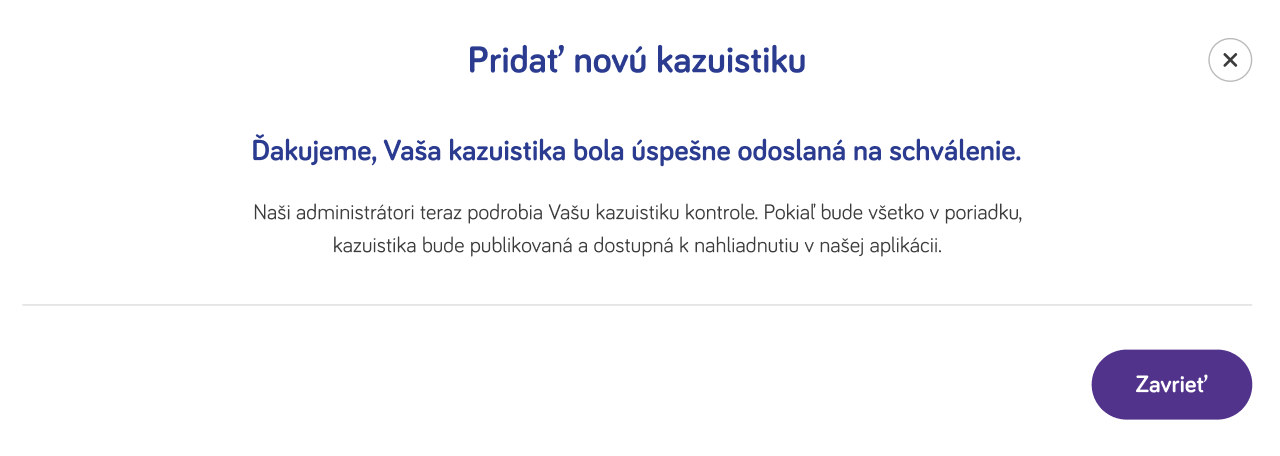 Pridať novú kazuistiku
Ďakujeme, Vaša kazuistika bola úspešne odoslaná na schválenie.
Naši administrátori teraz podrobia Vašu kazuistiku kontrole. Pokiaľ bude všetko v poriadku,
kazuistika bude publikovaná a dostupná k nahliadnutiu v našej aplikácii.
Zavrieť